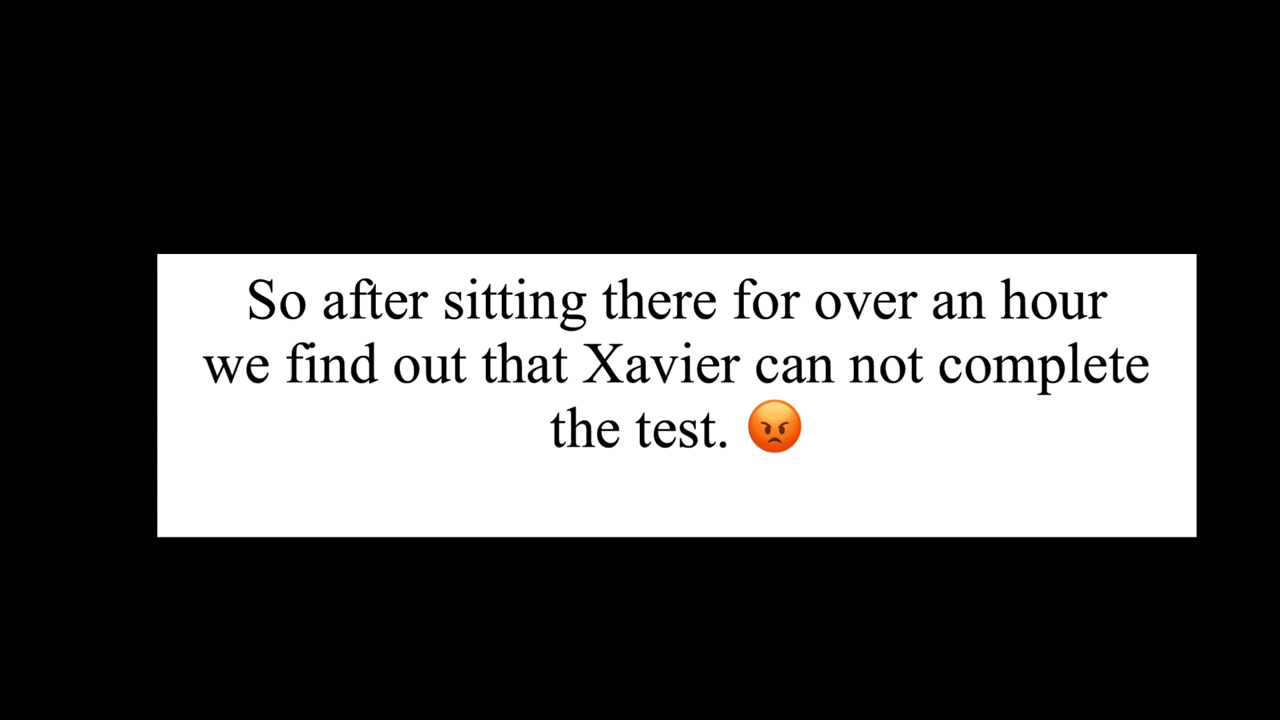 So after sitting there for over an hour
we find out that Xavier can not complete
the test. 😡